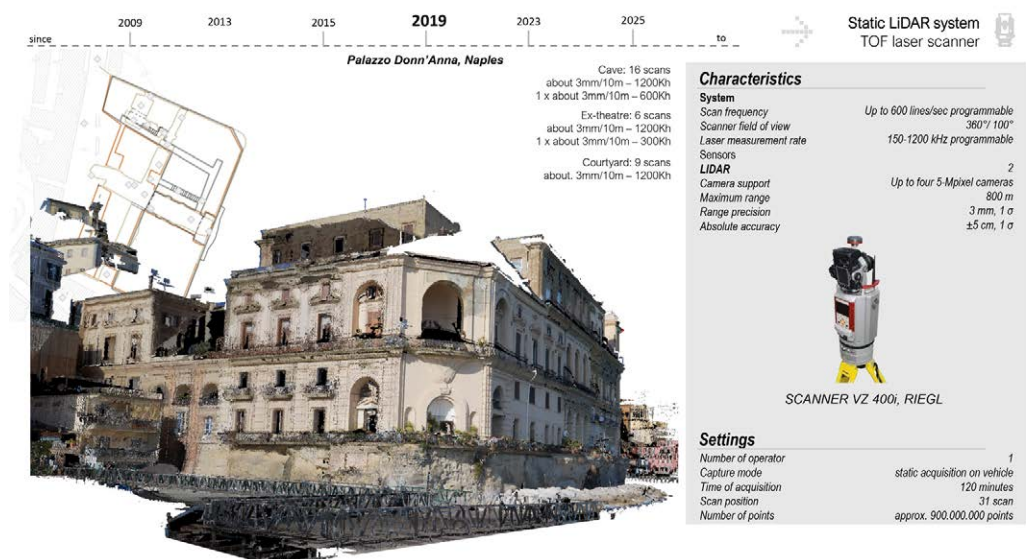 2009 2013 2015 2019 2023 2025
since to
Palazzo Donn'Anna, Naples
Cave: 16 scans
about 3mm/10m – 1200Kh
1 x about 3mm/10m – 600Kh
Ex-theatre: 6 scans
about 3mm/10m – 1200Kh
1 x about 3mm/10m – 300Kh
Courtyard: 9 scans
about. 3mm/10m – 1200Kh
Static LiDAR system
TOF laser scanner
Characteristics
System
Scan frequency Up to 600 lines/sec programmable
Scanner field of view 360°/ 100°
Laser measurement rate 150-1200 kHz programmable
Sensors
LIDAR 2
Camera support Up to four 5-Mpixel cameras
Maximum range 800 m
Range precision 3 mm, 1 σ
Absolute accuracy ±5 cm, 1 σ
SCANNER VZ 400i, RIEGL
Settings
Number of operator 1
Capture mode static acquisition on vehicle
Time of acquisition 120 minutes
Scan position 31 scan
Number of points approx. 900.000.000 points